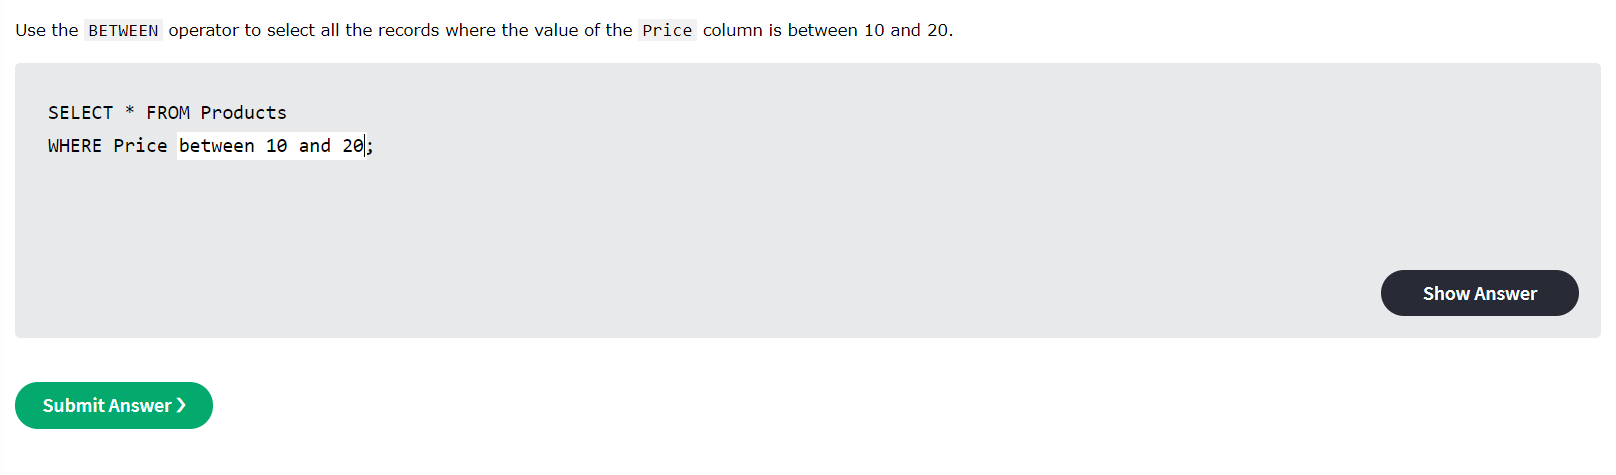 Use the BETWEEN operator to select all the records where the value of the Price column is between 10 and 20.
SELECT * FROM Products
WHERE Price between 10 and 20;
Show Answer
Submit Answer ❯